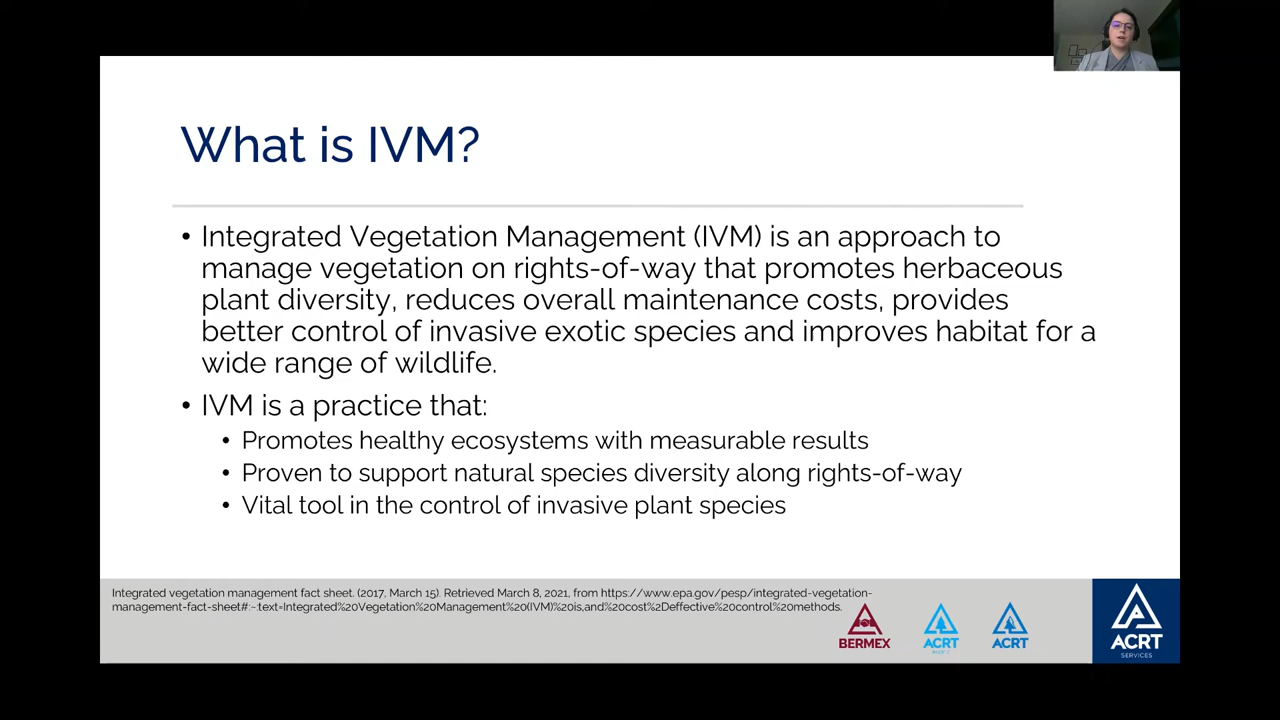 What is IVM?
• Integrated Vegetation Management (IVM) is an approach to
manage vegetation on rights-of-way that promotes herbaceous
plant diversity, reduces overall maintenance costs, provides
better control of invasive exotic species and improves habitat for a
wide range of wildlife.
• IVM is a practice that:
• Promotes healthy ecosystems with measurable results
• Proven to support natural species diversity along rights-of-way
• Vital tool in the control of invasive plant species
Integrated vegetation management fact sheet. (2017, March 15). Retrieved March 8, 2021, from https://www.epa.gov/pesp/integrated-vegetation-
management-fact-sheet#:~:text=Integrated%20Vegetation%20Management%20(IVM)%20is,and%20cost%2Deffective%20control%20methods.
BERMEX
ACRT
ACRT
ACRT
SERVICES